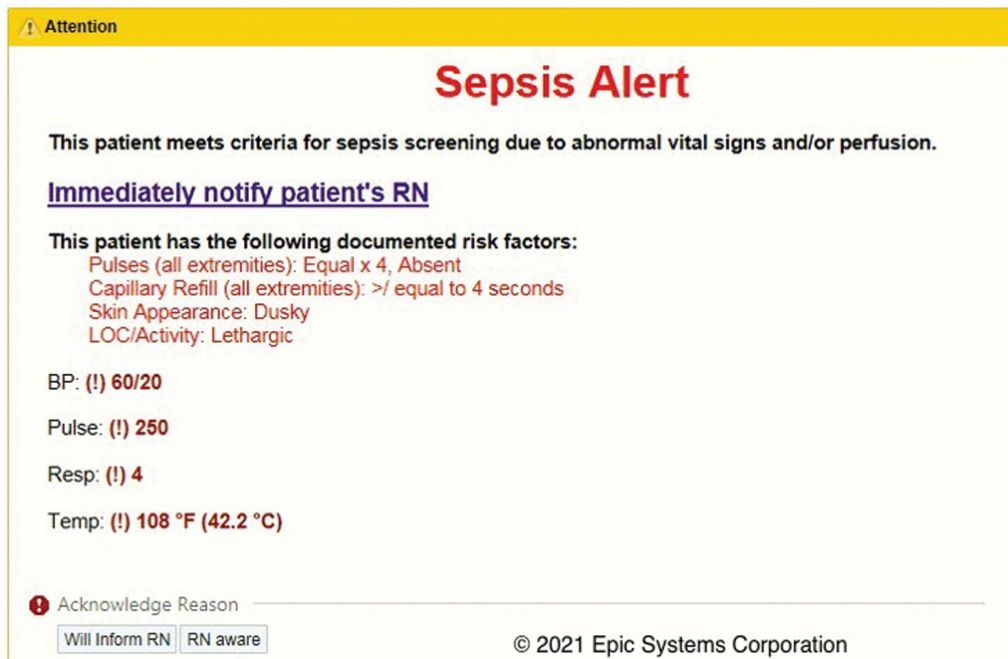 Attention
Sepsis Alert
This patient meets criteria for sepsis screening due to abnormal vital signs and/or perfusion.
Immediately notify patient's RN
This patient has the following documented risk factors:
Pulses (all extremities): Equal x 4, Absent
Capillary Refill (all extremities): >/ equal to 4 seconds
Skin Appearance: Dusky
LOC/Activity: Lethargic
BP: (!) 60/20
Pulse: (!) 250
Resp: (!) 4
Temp: (!) 108 °F (42.2 °C)
Acknowledge Reason
Will Inform RN RN aware
© 2021 Epic Systems Corporation